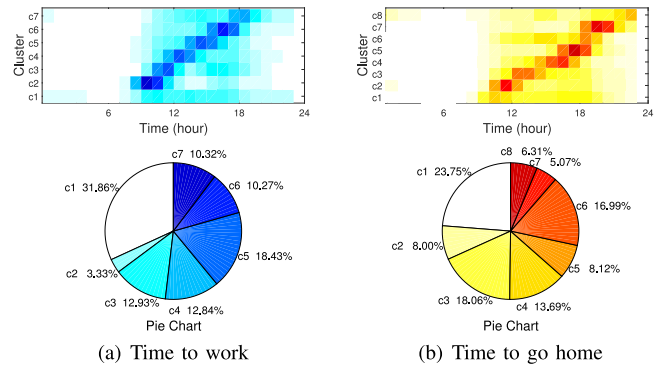 c7
c6
c5
c4
c3
c2
c1
Cluster
0 6 12 18 24
Time (hour)
c7 10.32%
c6 10.27%
c1 31.86%
c5 18.43%
c2 3.33%
c3 12.93%
c4 12.84%
Pie Chart
(a) Time to work
c8
c7
c6
c5
c4
c3
c2
c1
Cluster
0 6 12 18 24
Time (hour)
c8 6.31%
c7 5.07%
c1 23.75%
c6 16.99%
c2 8.00%
c5 8.12%
c3 18.06%
c4 13.69%
Pie Chart
(b) Time to go home